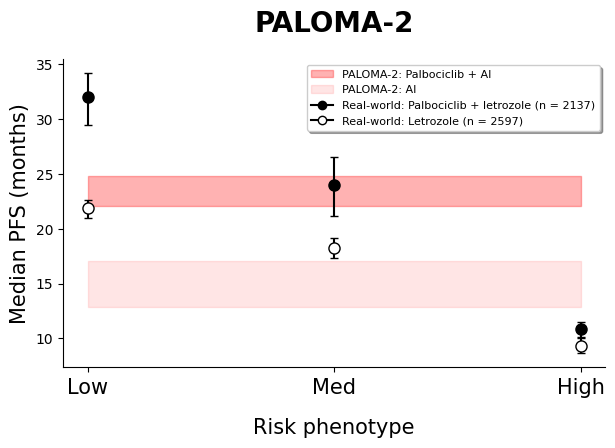 PALOMA-2
PALOMA-2: Palbociclib + AI
PALOMA-2: AI
Real-world: Palbociclib + letrozole (n = 2137)
Real-world: Letrozole (n = 2597)
Median PFS (months)
35
30
25
20
15
10
Low Med High
Risk phenotype